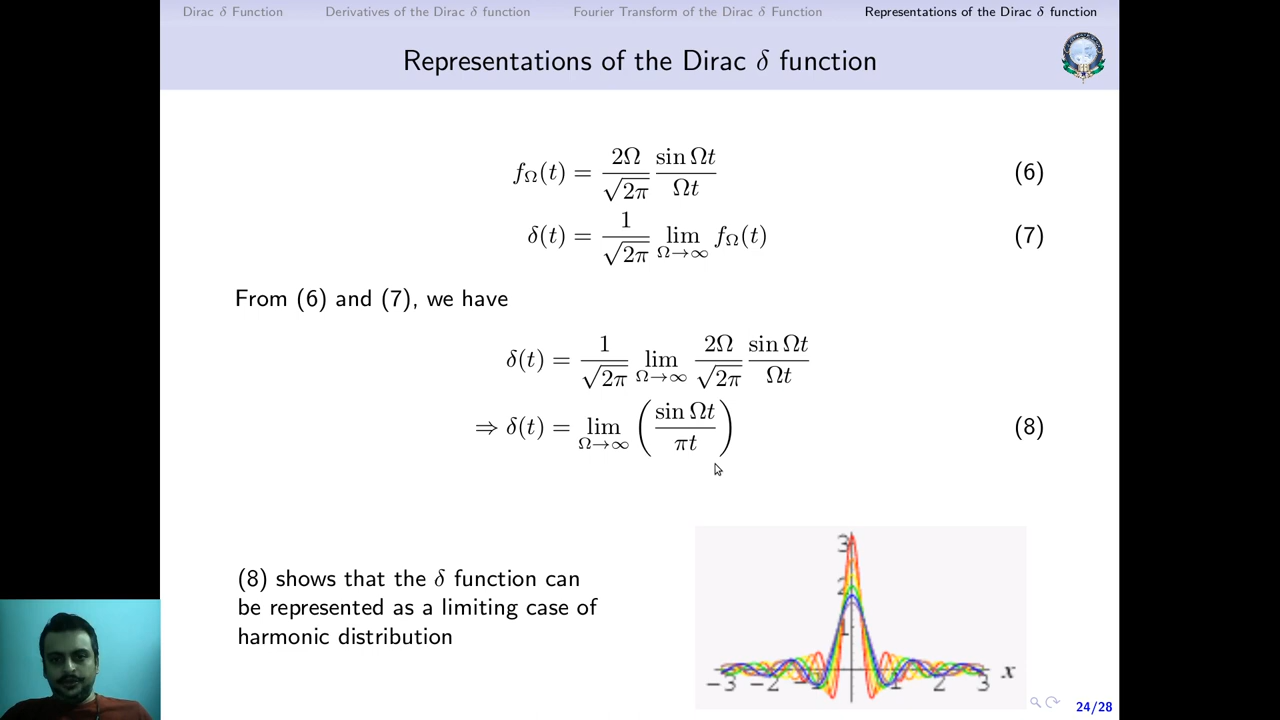 Dirac δ Function Derivatives of the Dirac δ function Fourier Transform of the Dirac δ Function Representations of the Dirac δ function
Representations of the Dirac δ function
f_Ω(t) = 2Ω/√2π sin Ωt/Ωt (6)
δ(t) = 1/√2π lim Ω→∞ f_Ω(t) (7)
From (6) and (7), we have
δ(t) = 1/√2π lim Ω→∞ 2Ω/√2π sin Ωt/Ωt
⇒ δ(t) = lim Ω→∞ (sin Ωt/πt) (8)
(8) shows that the δ function can
be represented as a limiting case of
harmonic distribution
3
2
1
-3 -2 -1 1 2 3 x
24/28